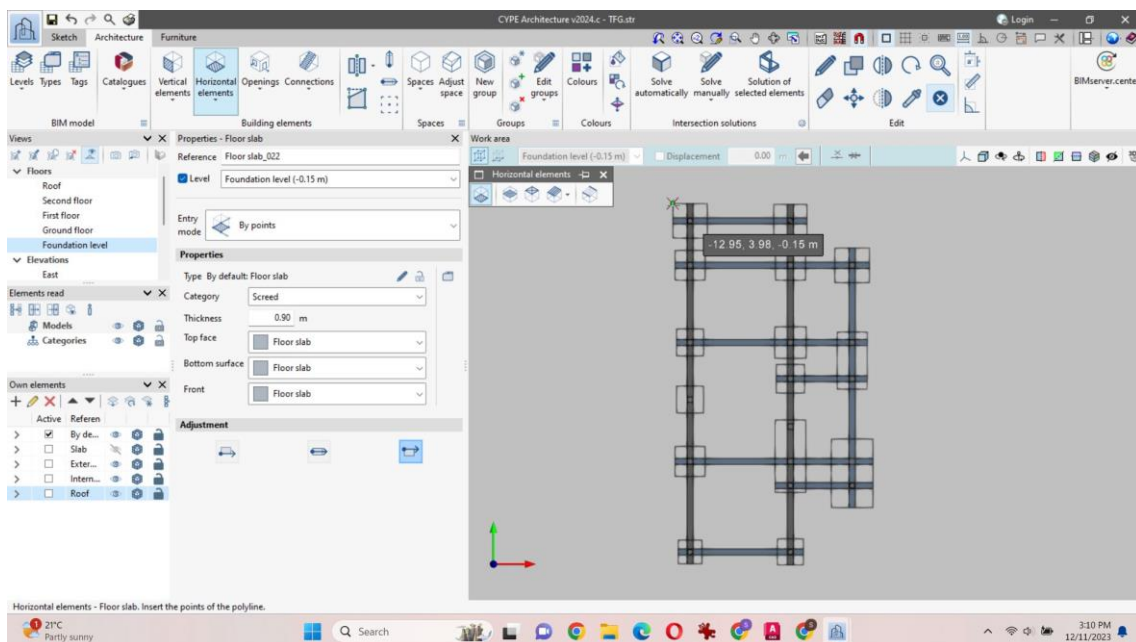 CYPE Architecture v2024.c - TFG.str
Login
Sketch Architecture Furniture
Levels Types Tags Catalogues Vertical elements Horizontal elements Openings Connections Spaces Adjust space New group Edit groups Colours Solve automatically Solve manually Solution of selected elements BIMserver.cente
BIM model Building elements Spaces Groups Colours Intersection solutions Edit
Views
Floors
Roof
Second floor
First floor
Ground floor
Foundation level
Elevations
East
Elements read
Models
Categories
Own elements
Active Referen
By de...
Slab
Exter...
Intern...
Roof
Properties - Floor slab
Reference Floor slab_022
Level Foundation level (-0.15 m)
Entry mode By points
Properties
Type By default: Floor slab
Category Screed
Thickness 0.90 m
Top face Floor slab
Bottom surface Floor slab
Front Floor slab
Adjustment
Work area
Foundation level (-0.15 m) Displacement 0.00 m
Horizontal elements
-12.95, 3.98, -0.15 m
Horizontal elements - Floor slab. Insert the points of the polyline.
21°C
Partly sunny
Search
3:10 PM
12/11/2023